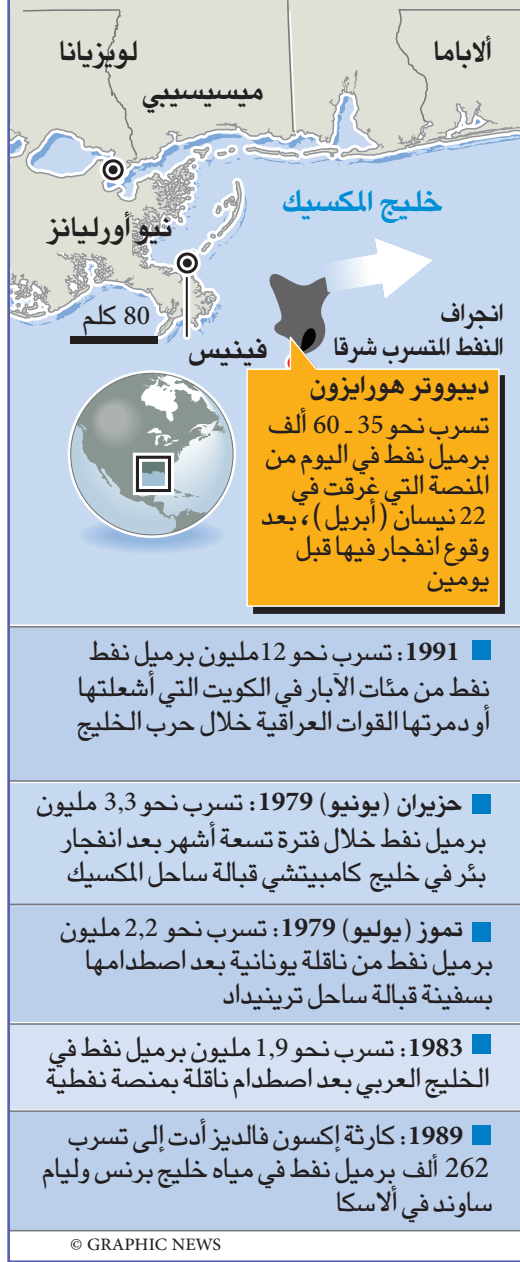 لويزيانا
ألاباما
ميسيسيبي
خليج المكسيك
نيو أورليانز
80 كلم
فينيس
انجراف
النفط المتسرب شرقا
ديبووتر هورايزون
تسرب نحو 35 ـ 60 ألف
برميل نفط في اليوم من
المنصة التي غرقت في
22 نيسان (أبريل)، بعد
وقوع انفجار فيها قبل
يومين
1991: تسرب نحو 12مليون برميل نفط
نفط من مئات الآبار في الكويت التي أشعلتها
أو دمرتها القوات العراقية خلال حرب الخليج
حزيران (يونيو) 1979: تسرب نحو 3,3 مليون
برميل نفط خلال فترة تسعة أشهر بعد انفجار
بئر في خليج كامبيتشي قبالة ساحل المكسيك
تموز (يوليو) 1979: تسرب نحو 2,2 مليون
برميل نفط من ناقلة يونانية بعد اصطدامها
بسفينة قبالة ساحل ترينيداد
1983: تسرب نحو 1,9 مليون برميل نفط في
الخليج العربي بعد اصطدام ناقلة بمنصة نفطية
1989: كارثة إكسون فالديز أدت إلى تسرب
262 ألف برميل نفط في مياه خليج برنس وليام
ساوند في ألاسكا
© GRAPHIC NEWS